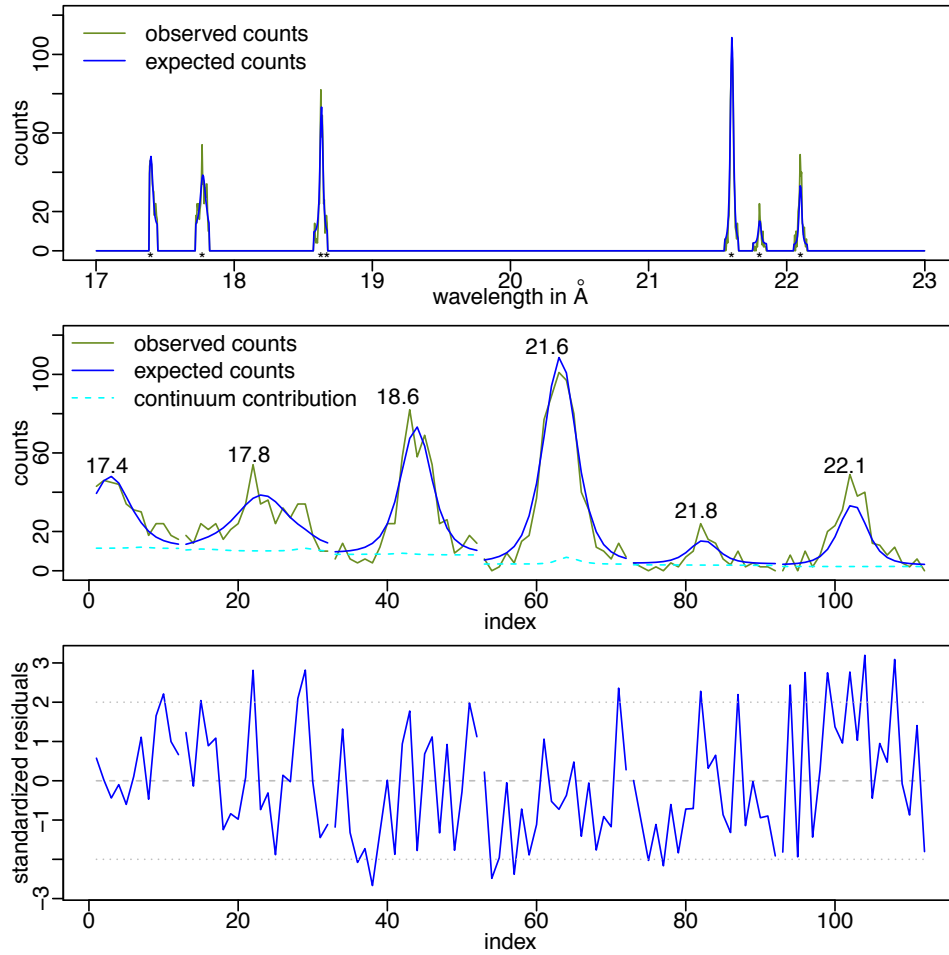 observed counts
expected counts
counts
0 20 60 100
* * ** * * *
17 18 19 20 21 22 23
wavelength in Å
observed counts
expected counts
continuum contribution
17.4 17.8 18.6 21.6 21.8 22.1
counts
0 20 60 100
0 20 40 60 80 100
index
standardized residuals
-3 -1 0 1 2 3
0 20 40 60 80 100
index